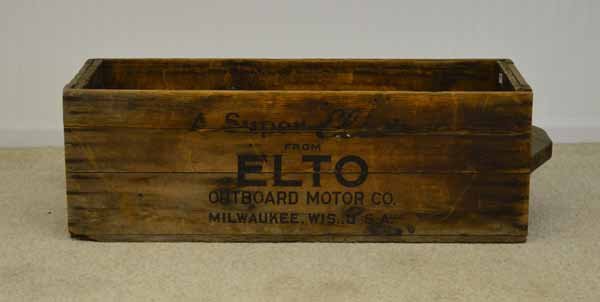 A Super
FROM
ELTO
OUTBOARD MOTOR CO.
MILWAUKEE, WIS., U.S.A.